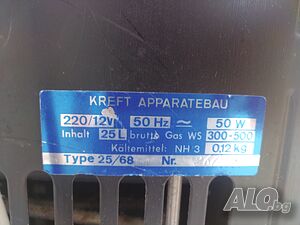 KREFT APPARATEBAU
220/12V 50 Hz ~ 50 W
Inhalt 25 L brutto Gas WS 300-500
Kältemittel: NH 3 0,12 kg
Type 25/68 Nr.
ALO.bg